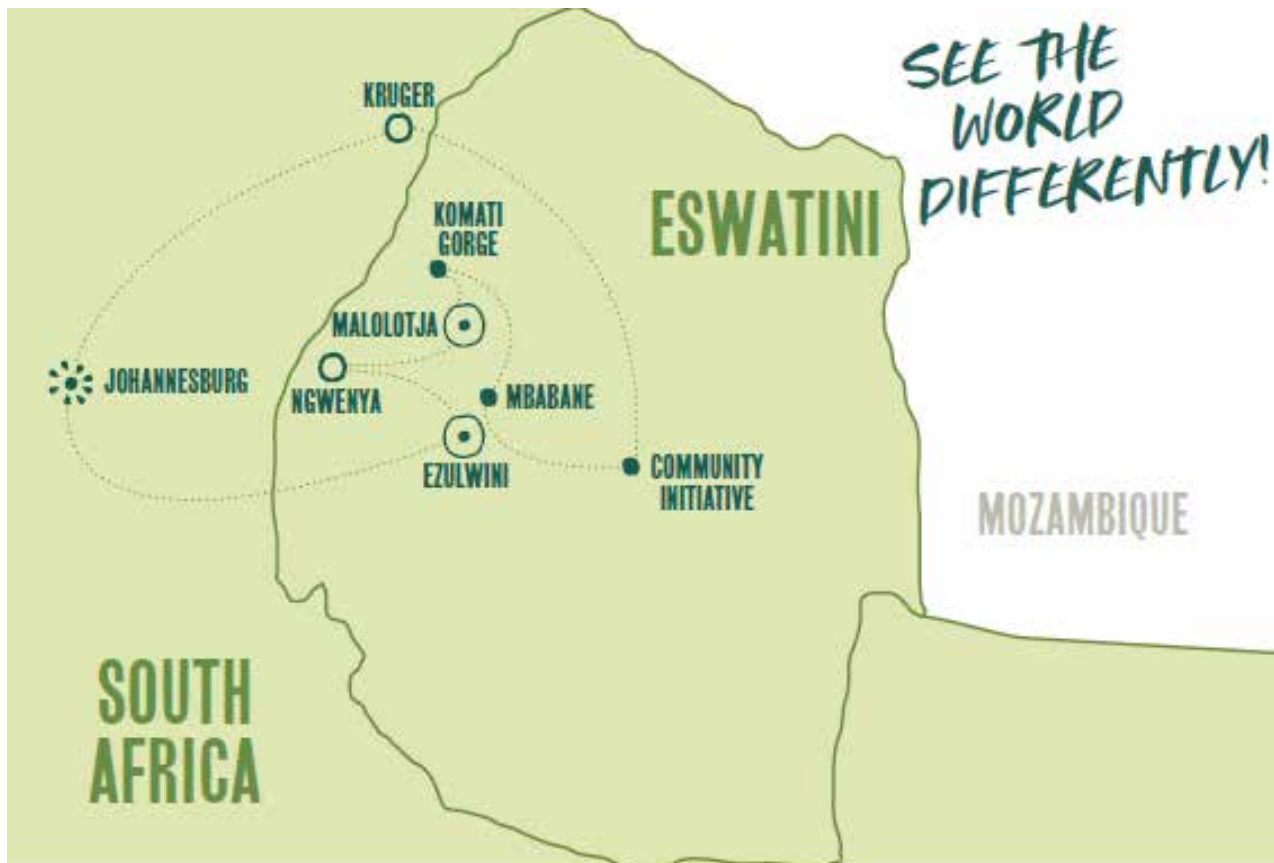 SEE THE
WORLD
DIFFERENTLY!
KRUGER
KOMATI
GORGE
ESWATINI
MALOLOTJA
JOHANNESBURG
NGWENYA
MBABANE
EZULWINI
COMMUNITY
INITIATIVE
MOZAMBIQUE
SOUTH
AFRICA